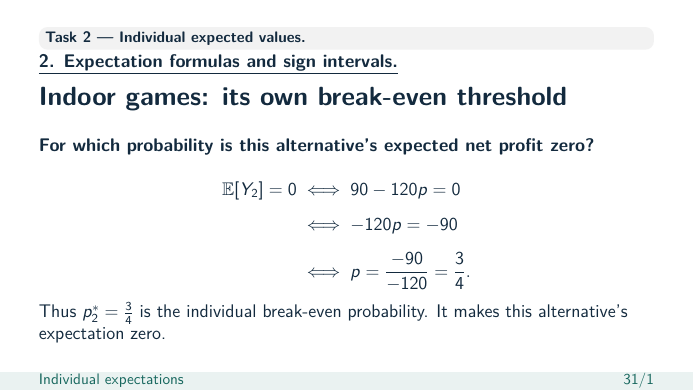 Task 2 — Individual expected values.
2. Expectation formulas and sign intervals.
Indoor games: its own break-even threshold
For which probability is this alternative's expected net profit zero?
𝔼[Y₂] = 0 ⟺ 90 − 120p = 0
⟺ −120p = −90
⟺ p = −90/−120 = 3/4.
Thus p₂* = 3/4 is the individual break-even probability. It makes this alternative's
expectation zero.
Individual expectations 31/1